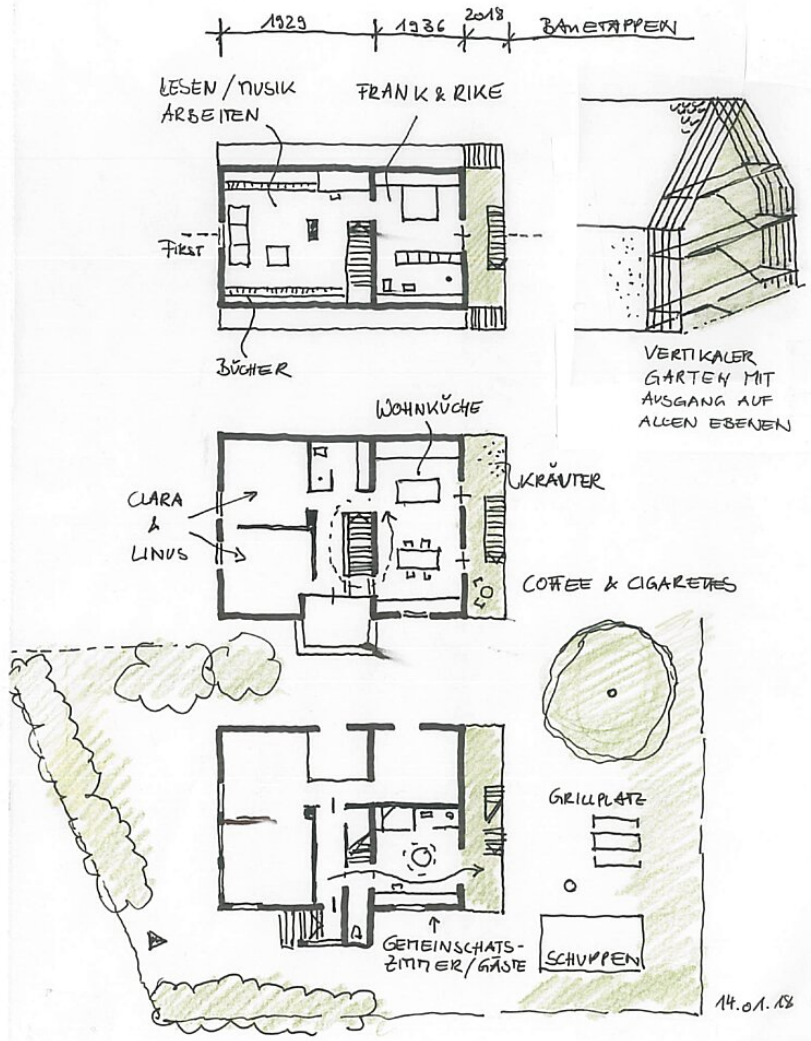 1929 1936 2018 BAUETAPPEN
LESEN / MUSIK
ARBEITEN
FRANK & RIKE
FIRST
BÜCHER
VERTIKALER
GARTEN MIT
AUSGANG AUF
ALLEN EBENEN
WOHNKÜCHE
KRÄUTER
CLARA
&
LINUS
COFFEE & CIGARETTES
GRILLPLATZ
GEMEINSCHATS-
ZIMMER/GÄSTE
SCHUPPEN
14.01.18